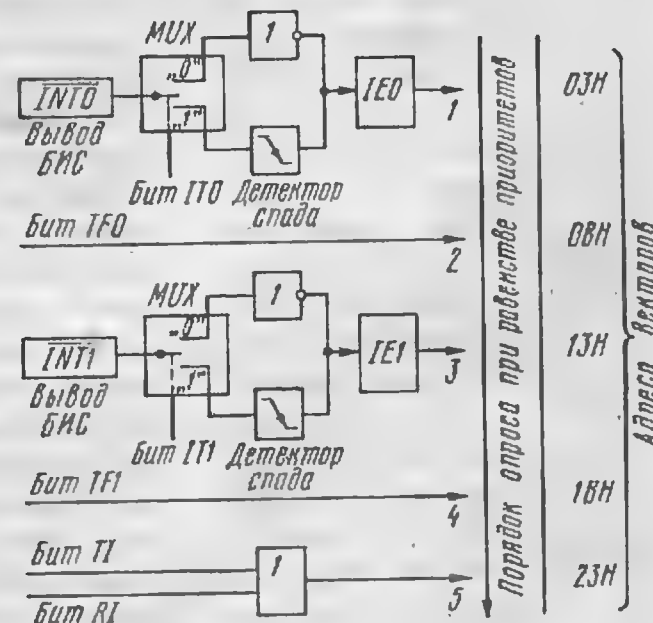 MUX
„0"
1
INT0
IE0
1
03H
Вывод
БИС
„1"
Бит IT0
Детектор
спада
Бит TF0
2
0BH
MUX
„0"
1
INT1
IE1
3
13H
Вывод
БИС
„1"
Бит IT1
Детектор
спада
Бит TF1
4
1BH
Бит TI
1
Бит RI
5
23H
Порядок опроса при равенстве приоритетов
Адреса векторов